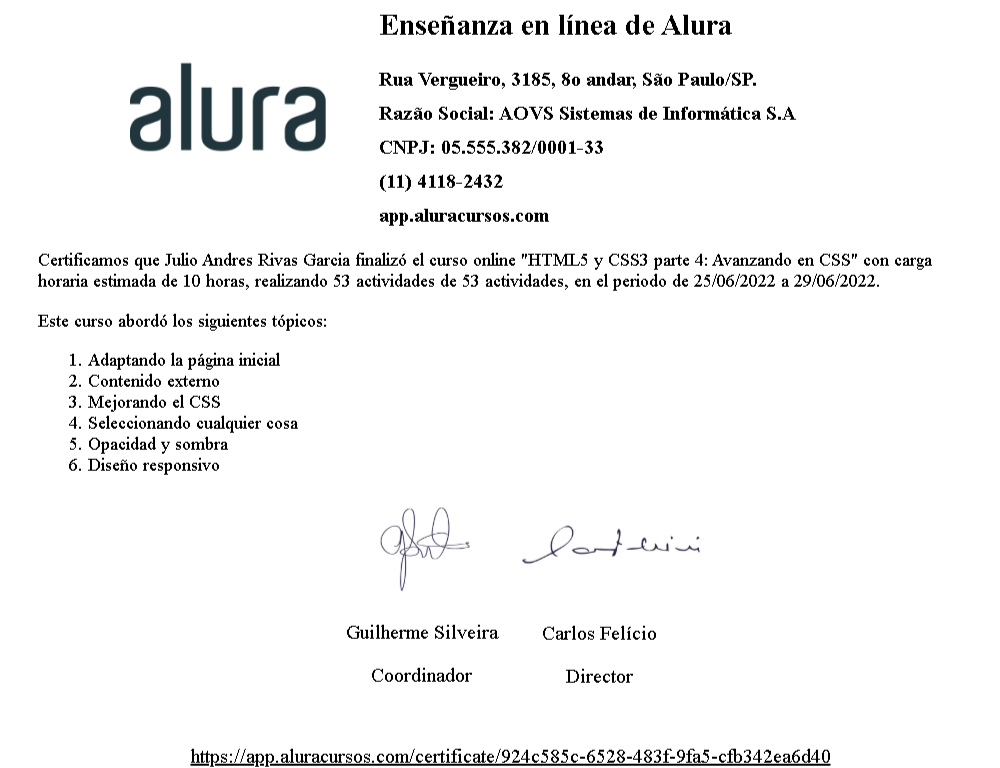 Enseñanza en línea de Alura
alura
Rua Vergueiro, 3185, 8o andar, São Paulo/SP.
Razão Social: AOVS Sistemas de Informática S.A
CNPJ: 05.555.382/0001-33
(11) 4118-2432
app.aluracursos.com
Certificamos que Julio Andres Rivas Garcia finalizó el curso online "HTML5 y CSS3 parte 4: Avanzando en CSS" con carga
horaria estimada de 10 horas, realizando 53 actividades de 53 actividades, en el periodo de 25/06/2022 a 29/06/2022.
Este curso abordó los siguientes tópicos:
1. Adaptando la página inicial
2. Contenido externo
3. Mejorando el CSS
4. Seleccionando cualquier cosa
5. Opacidad y sombra
6. Diseño responsivo
Guilherme Silveira Carlos Felício
Coordinador Director
https://app.aluracursos.com/certificate/924c585c-6528-483f-9fa5-cfb342ea6d40